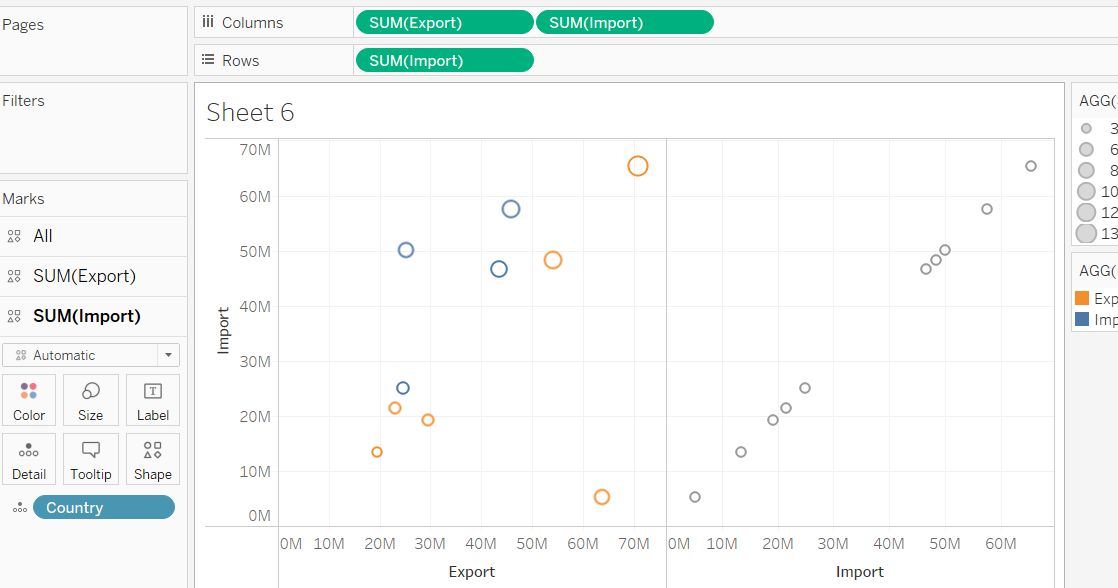 Pages
Columns SUM(Export) SUM(Import)
Rows SUM(Import)
Filters
Sheet 6
Marks
All
SUM(Export)
SUM(Import)
Automatic
Color Size Label
Detail Tooltip Shape
Country
70M
60M
50M
40M
30M
20M
10M
0M
Import
0M 10M 20M 30M 40M 50M 60M 70M
Export
0M 10M 20M 30M 40M 50M 60M
Import
AGG(
3
6
8
10
12
13
AGG(
Exp
Imp